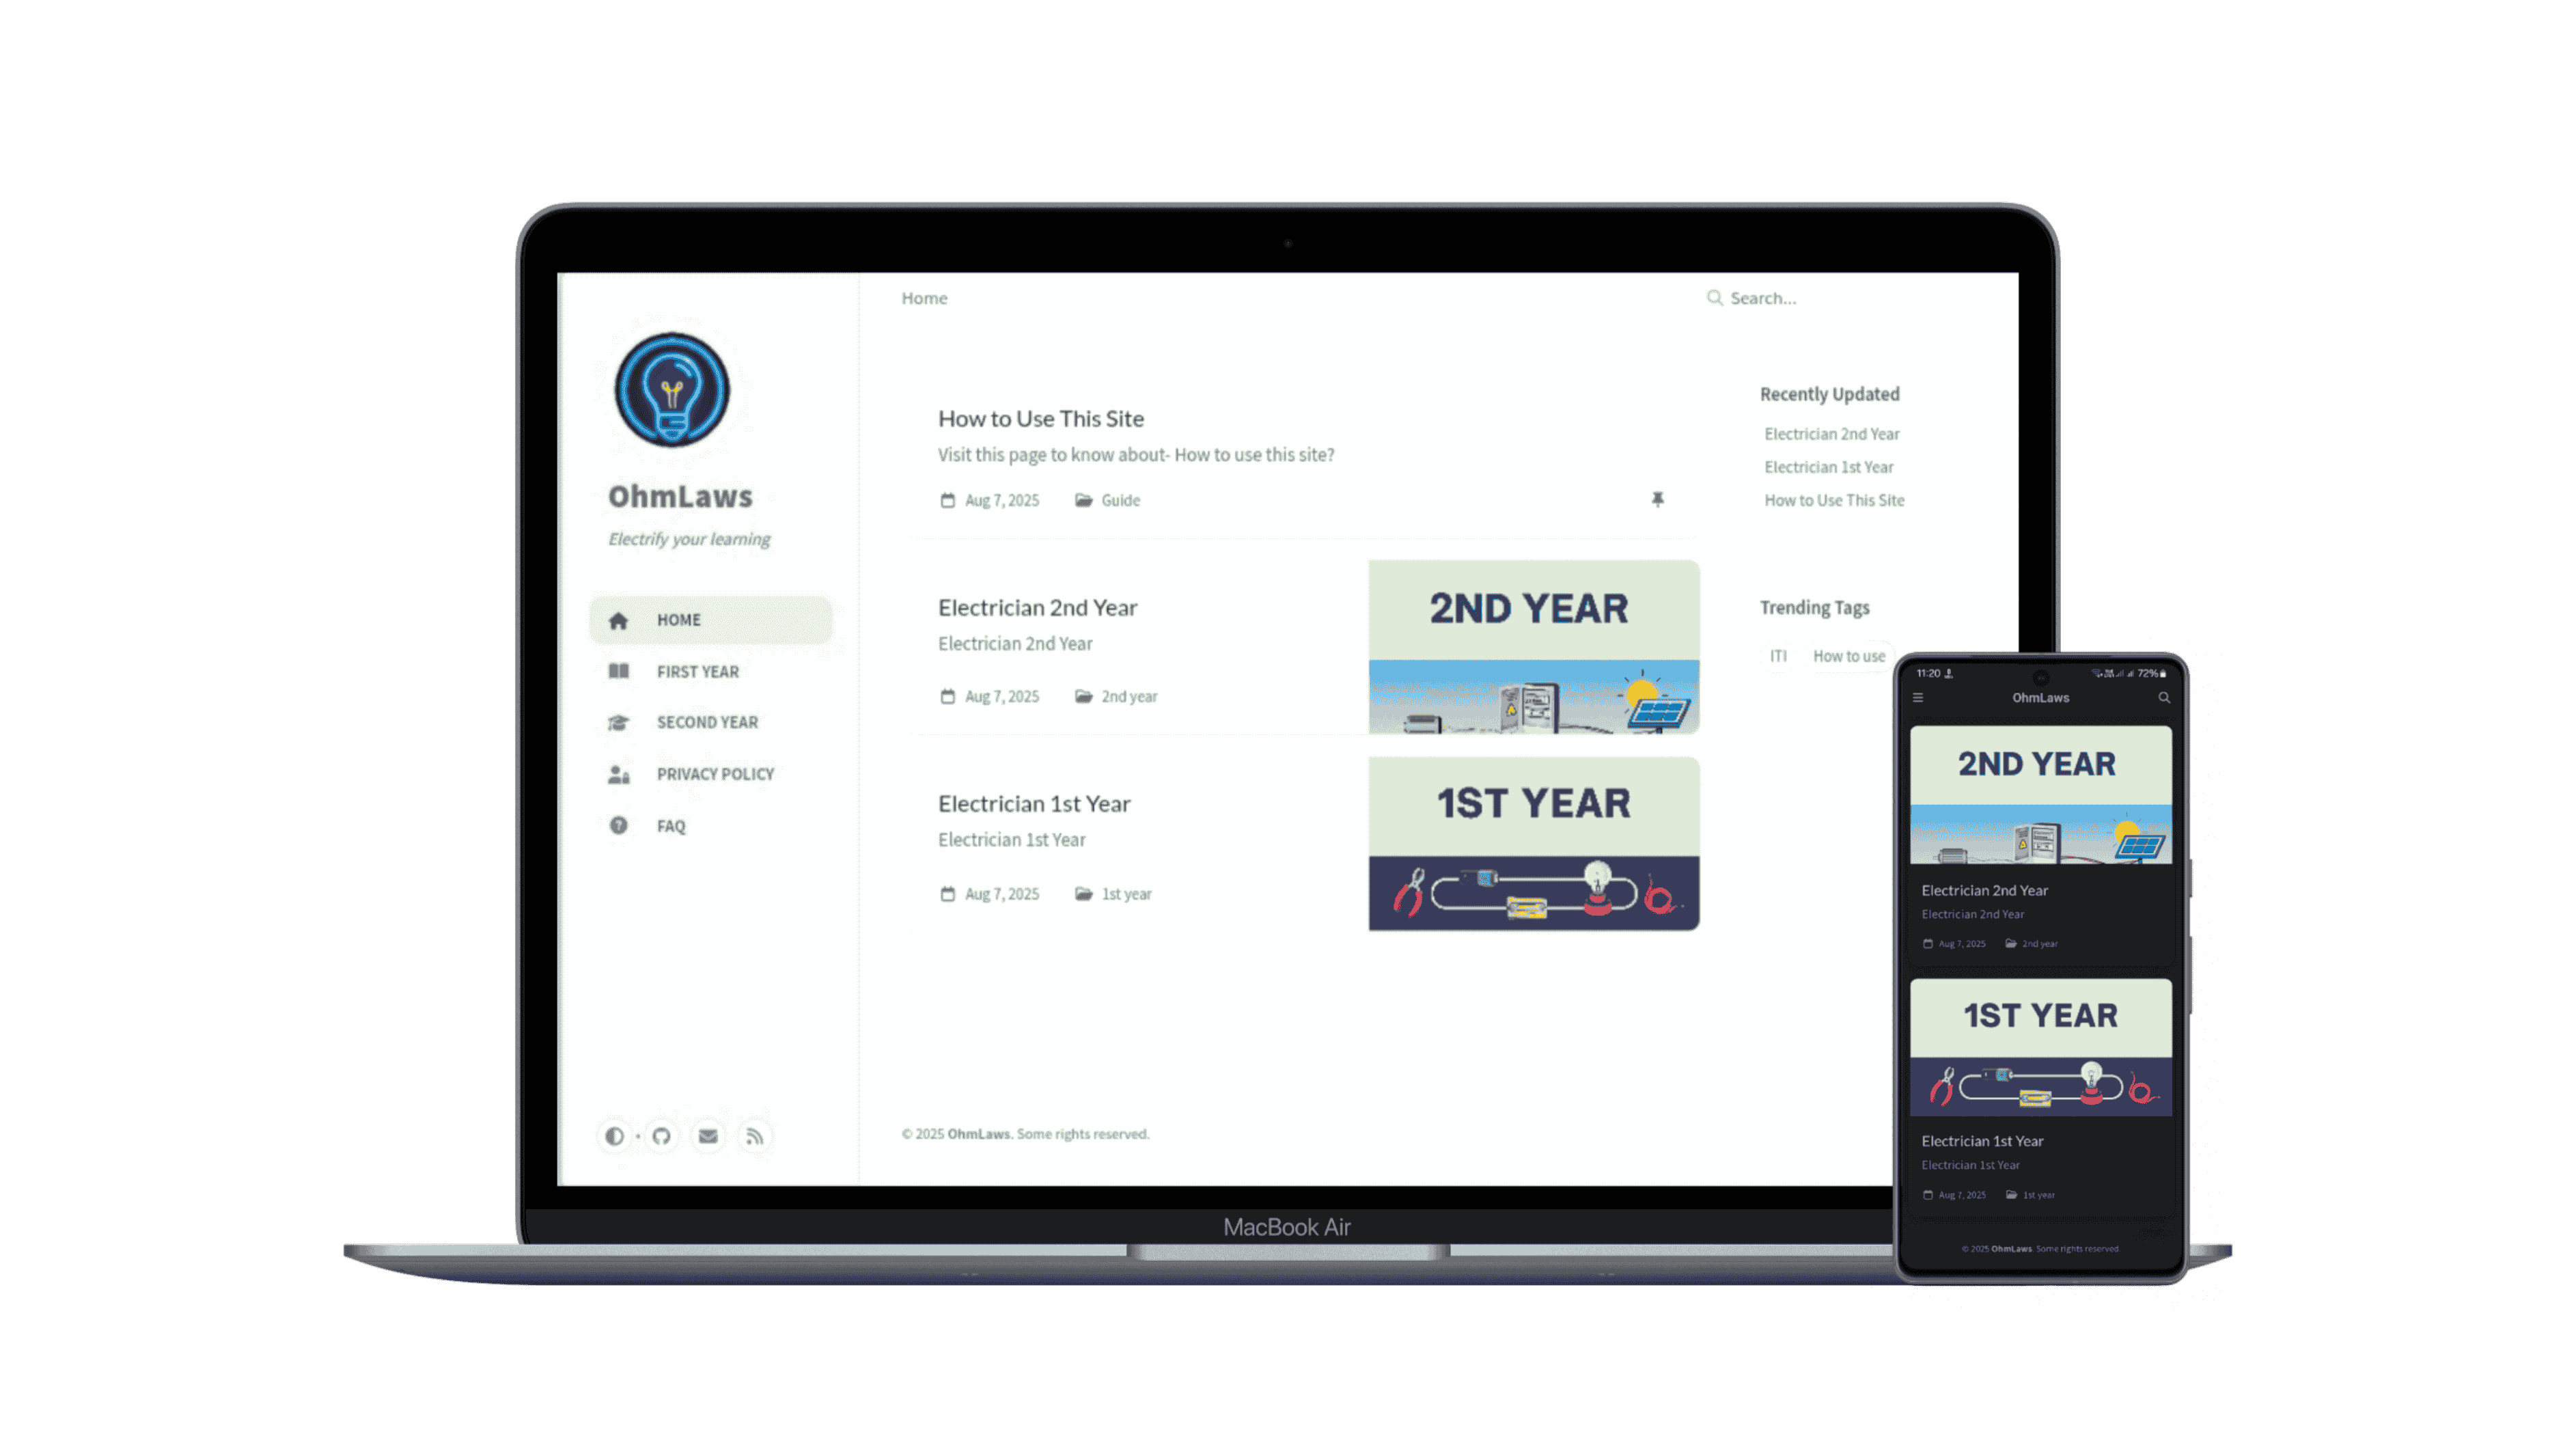 Home
Search...
OhmLaws
Electrify your learning
HOME
FIRST YEAR
SECOND YEAR
PRIVACY POLICY
FAQ
How to Use This Site
Visit this page to know about- How to use this site?
Aug 7, 2025 Guide
Electrician 2nd Year
Electrician 2nd Year
Aug 7, 2025 2nd year
2ND YEAR
Electrician 1st Year
Electrician 1st Year
Aug 7, 2025 1st year
1ST YEAR
© 2025 OhmLaws. Some rights reserved.
Recently Updated
Electrician 2nd Year
Electrician 1st Year
How to Use This Site
Trending Tags
ITI How to use
MacBook Air
11:20 72%
OhmLaws
2ND YEAR
Electrician 2nd Year
Electrician 2nd Year
Aug 7, 2025 2nd year
1ST YEAR
Electrician 1st Year
Electrician 1st Year
Aug 7, 2025 1st year
© 2025 OhmLaws. Some rights reserved